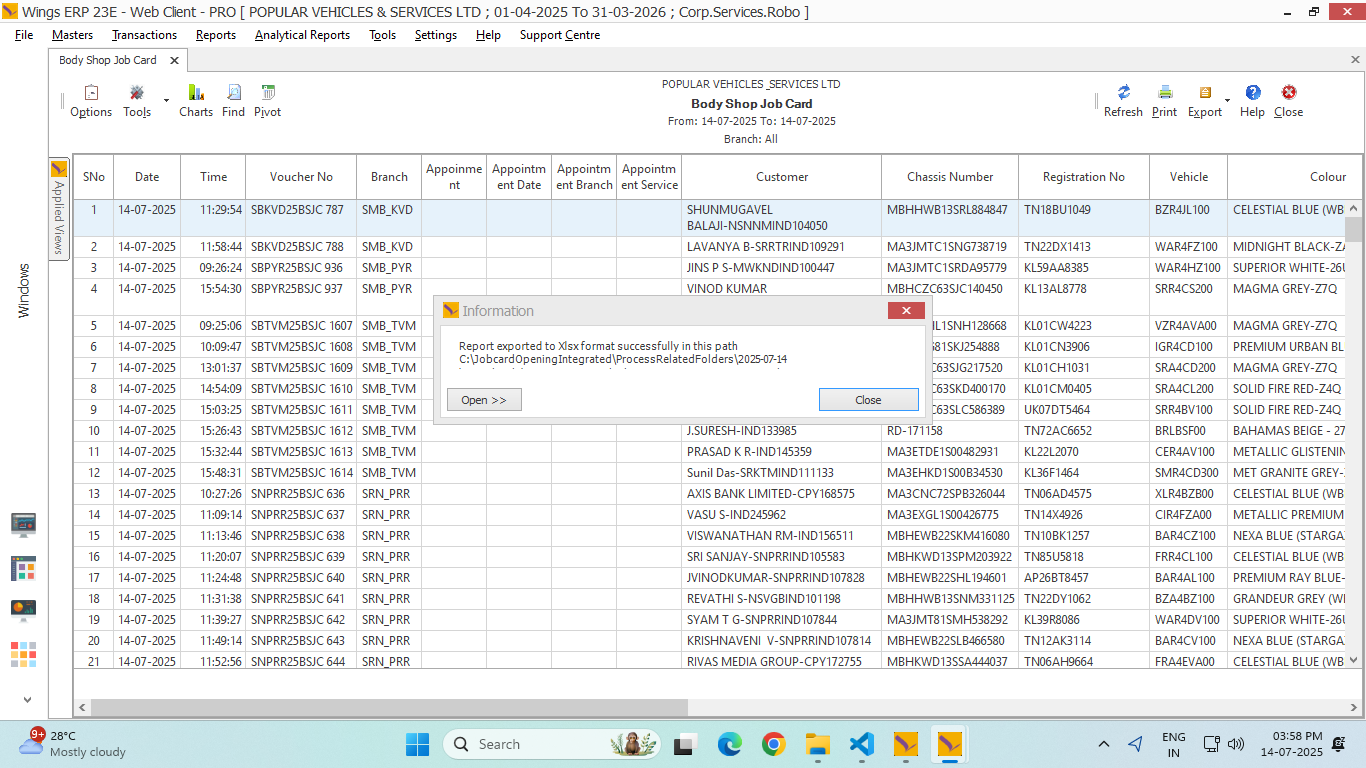 Wings ERP 23E - Web Client - PRO [ POPULAR VEHICLES & SERVICES LTD ; 01-04-2025 To 31-03-2026 ; Corp.Services.Robo ]
File Masters Transactions Reports Analytical Reports Tools Settings Help Support Centre
Body Shop Job Card
Options Tools Charts Find Pivot
POPULAR VEHICLES_SERVICES LTD
Body Shop Job Card
From: 14-07-2025 To: 14-07-2025
Branch: All
Refresh Print Export Help Close
Windows
Applied Views
SNo Date Time Voucher No Branch Appoinment Appointment Date Appointment Branch Appointment Service Customer Chassis Number Registration No Vehicle Colour
1 14-07-2025 11:29:54 SBKVD25BSJC 787 SMB_KVD SHUNMUGAVEL BALAJI-NSNNMIND104050 MBHHWB13SRL884847 TN18BU1049 BZR4JL100 CELESTIAL BLUE (WB
2 14-07-2025 11:58:44 SBKVD25BSJC 788 SMB_KVD LAVANYA B-SRRTRIND109291 MA3JMTC1SNG738719 TN22DX1413 WAR4FZ100 MIDNIGHT BLACK-ZA
3 14-07-2025 09:26:24 SBPYR25BSJC 936 SMB_PYR JINS P S-MWKNDIND100447 MA3JMTC1SRDA95779 KL59AA8385 WAR4HZ100 SUPERIOR WHITE-26U
4 14-07-2025 15:54:30 SBPYR25BSJC 937 SMB_PYR VINOD KUMAR MBHCZC63SJC140450 KL13AL8778 SRR4CS200 MAGMA GREY-Z7Q
5 14-07-2025 09:25:06 SBTVM25BSJC 1607 SMB_TVM IL1SNH128668 KL01CW4223 VZR4AVA00 MAGMA GREY-Z7Q
6 14-07-2025 10:09:47 SBTVM25BSJC 1608 SMB_TVM 681SKJ254888 KL01CN3906 IGR4CD100 PREMIUM URBAN BL
7 14-07-2025 13:01:37 SBTVM25BSJC 1609 SMB_TVM C63SJG217520 KL01CH1031 SRA4CD200 MAGMA GREY-Z7Q
8 14-07-2025 14:54:09 SBTVM25BSJC 1610 SMB_TVM C63SKD400170 KL01CM0405 SRA4CL200 SOLID FIRE RED-Z4Q
9 14-07-2025 15:03:25 SBTVM25BSJC 1611 SMB_TVM C63SLC586389 UK07DT5464 SRR4BV100 SOLID FIRE RED-Z4Q
10 14-07-2025 15:26:43 SBTVM25BSJC 1612 SMB_TVM J.SURESH-IND133985 RD-171158 TN72AC6652 BRLBSF00 BAHAMAS BEIGE - 27
11 14-07-2025 15:32:44 SBTVM25BSJC 1613 SMB_TVM PRASAD K R-IND145359 MA3ETDE1S00482931 KL22L2070 CER4AV100 METALLIC GLISTENIN
12 14-07-2025 15:48:31 SBTVM25BSJC 1614 SMB_TVM Sunil Das-SRKTMIND111133 MA3EHKD1S00B34530 KL36F1464 SMR4CD300 MET GRANITE GREY-
13 14-07-2025 10:27:26 SNPRR25BSJC 636 SRN_PRR AXIS BANK LIMITED-CPY168575 MA3CNC72SPB326044 TN06AD4575 XLR4BZB00 CELESTIAL BLUE (WB
14 14-07-2025 11:09:14 SNPRR25BSJC 637 SRN_PRR VASU S-IND245962 MA3EXGL1S00426775 TN14X4926 CIR4FZA00 METALLIC PREMIUM
15 14-07-2025 11:13:46 SNPRR25BSJC 638 SRN_PRR VISWANATHAN RM-IND156511 MBHEWB22SKM416080 TN10BK1257 BAR4CZ100 NEXA BLUE (STARGA
16 14-07-2025 11:20:07 SNPRR25BSJC 639 SRN_PRR SRI SANJAY-SNPRRIND105583 MBHKWD13SPM203922 TN85U5818 FRR4CL100 CELESTIAL BLUE (WB
17 14-07-2025 11:24:48 SNPRR25BSJC 640 SRN_PRR JVINODKUMAR-SNPRRIND107828 MBHEWB22SHL194601 AP26BT8457 BAR4AL100 PREMIUM RAY BLUE-
18 14-07-2025 11:31:38 SNPRR25BSJC 641 SRN_PRR REVATHI S-NSVGBIND101198 MBHHWB13SNM331125 TN22DY1062 BZA4BZ100 GRANDEUR GREY (WI
19 14-07-2025 11:39:27 SNPRR25BSJC 642 SRN_PRR SYAM T G-SNPRRIND107844 MA3JMT81SMH538292 KL39R8086 WAR4DV100 SUPERIOR WHITE-26U
20 14-07-2025 11:49:14 SNPRR25BSJC 643 SRN_PRR KRISHNAVENI V-SNPRRIND107814 MBHEWB22SLB466580 TN12AK3114 BAR4CV100 NEXA BLUE (STARGA
21 14-07-2025 11:52:56 SNPRR25BSJC 644 SRN_PRR RIVAS MEDIA GROUP-CPY172755 MBHKWD13SSA444037 TN06AH9664 FRA4EVA00 CELESTIAL BLUE (WB
Information
Report exported to Xlsx format successfully in this path
C:\JobcardOpeningIntegrated\ProcessRelatedFolders\2025-07-14
Open >> Close
9+ 28°C
Mostly cloudy
Search
ENG
IN
03:58 PM
14-07-2025